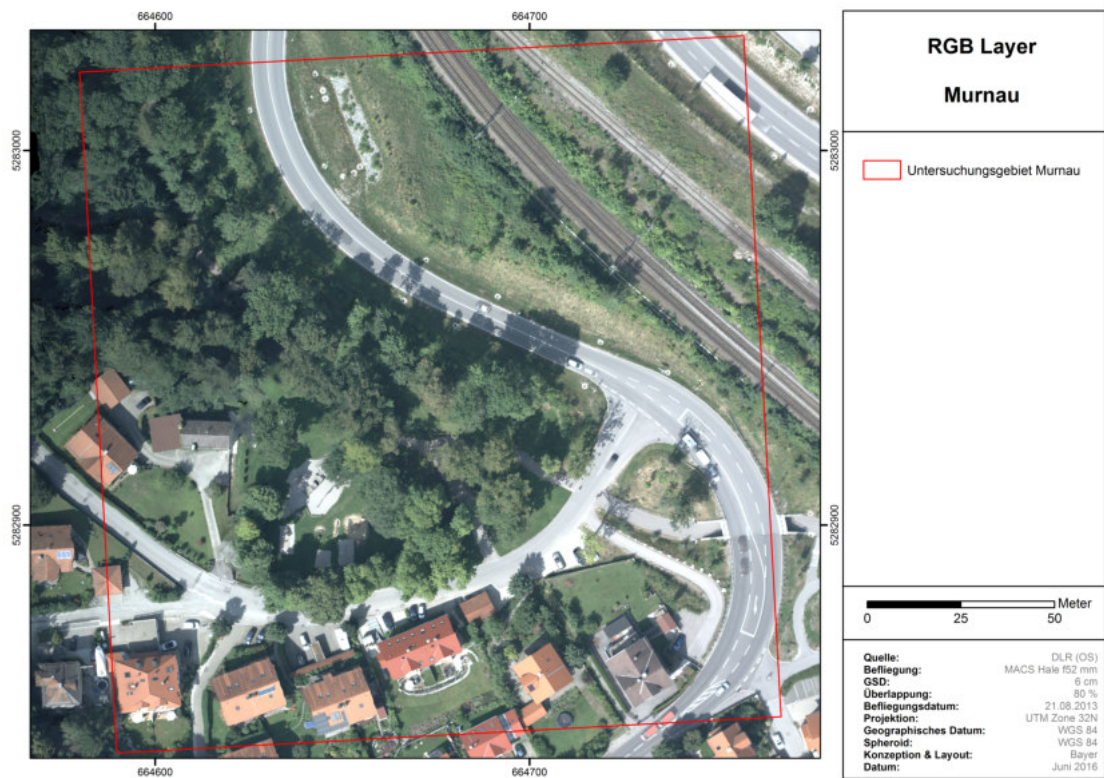 664600 664700
5283000 5283000
5282900 5282900
664600 664700
RGB Layer
Murnau
Untersuchungsgebiet Murnau
Meter
0 25 50
Quelle: DLR (OS)
Befliegung: MACS Hale f52 mm
GSD: 6 cm
Überlappung: 80 %
Befliegungsdatum: 21.08.2013
Projektion: UTM Zone 32N
Geographisches Datum: WGS 84
Spheroid: WGS 84
Konzeption & Layout: Bayer
Datum: Juni 2016